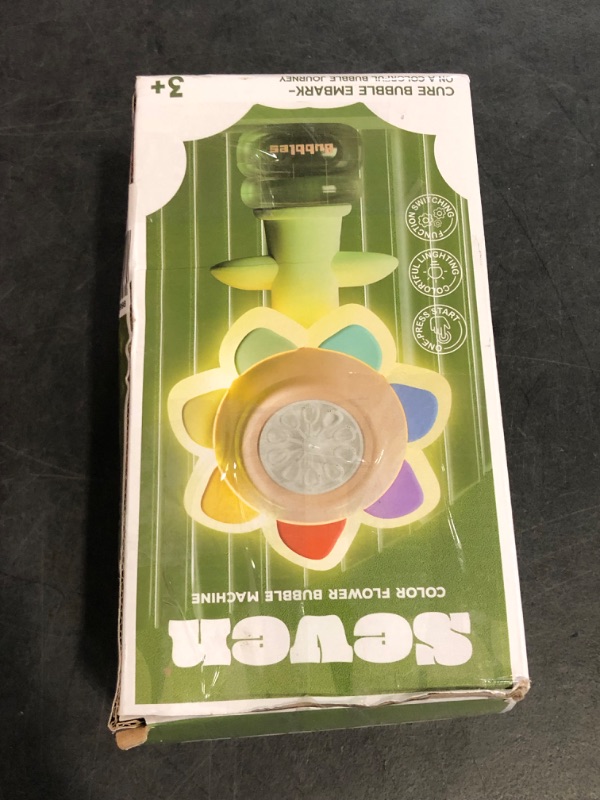 Seven
COLOR FLOWER BUBBLE MACHINE
ONE-PRESS START
COLORTFUL LINGHTING
FUNCTION SWITCHING
Bubbles
CURE BUBBLE EMBARK-
ON A COLORFUL BUBBLE JOURNEY
3+